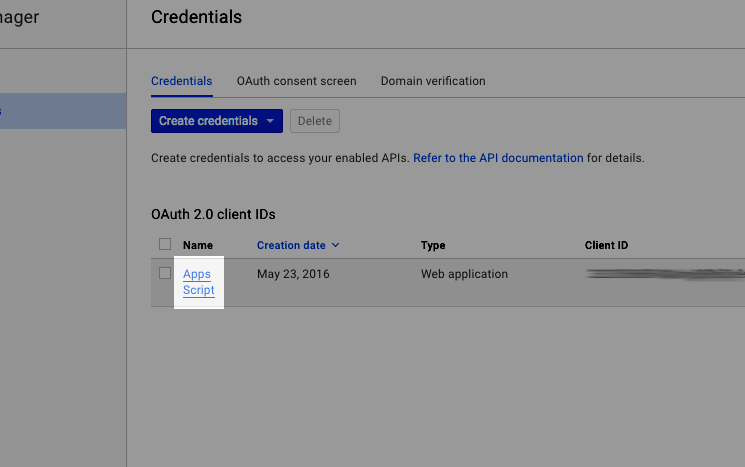 Credentials
Credentials OAuth consent screen Domain verification
Create credentials Delete
Create credentials to access your enabled APIs. Refer to the API documentation for details.
OAuth 2.0 client IDs
Name Creation date Type Client ID
Apps Script May 23, 2016 Web application